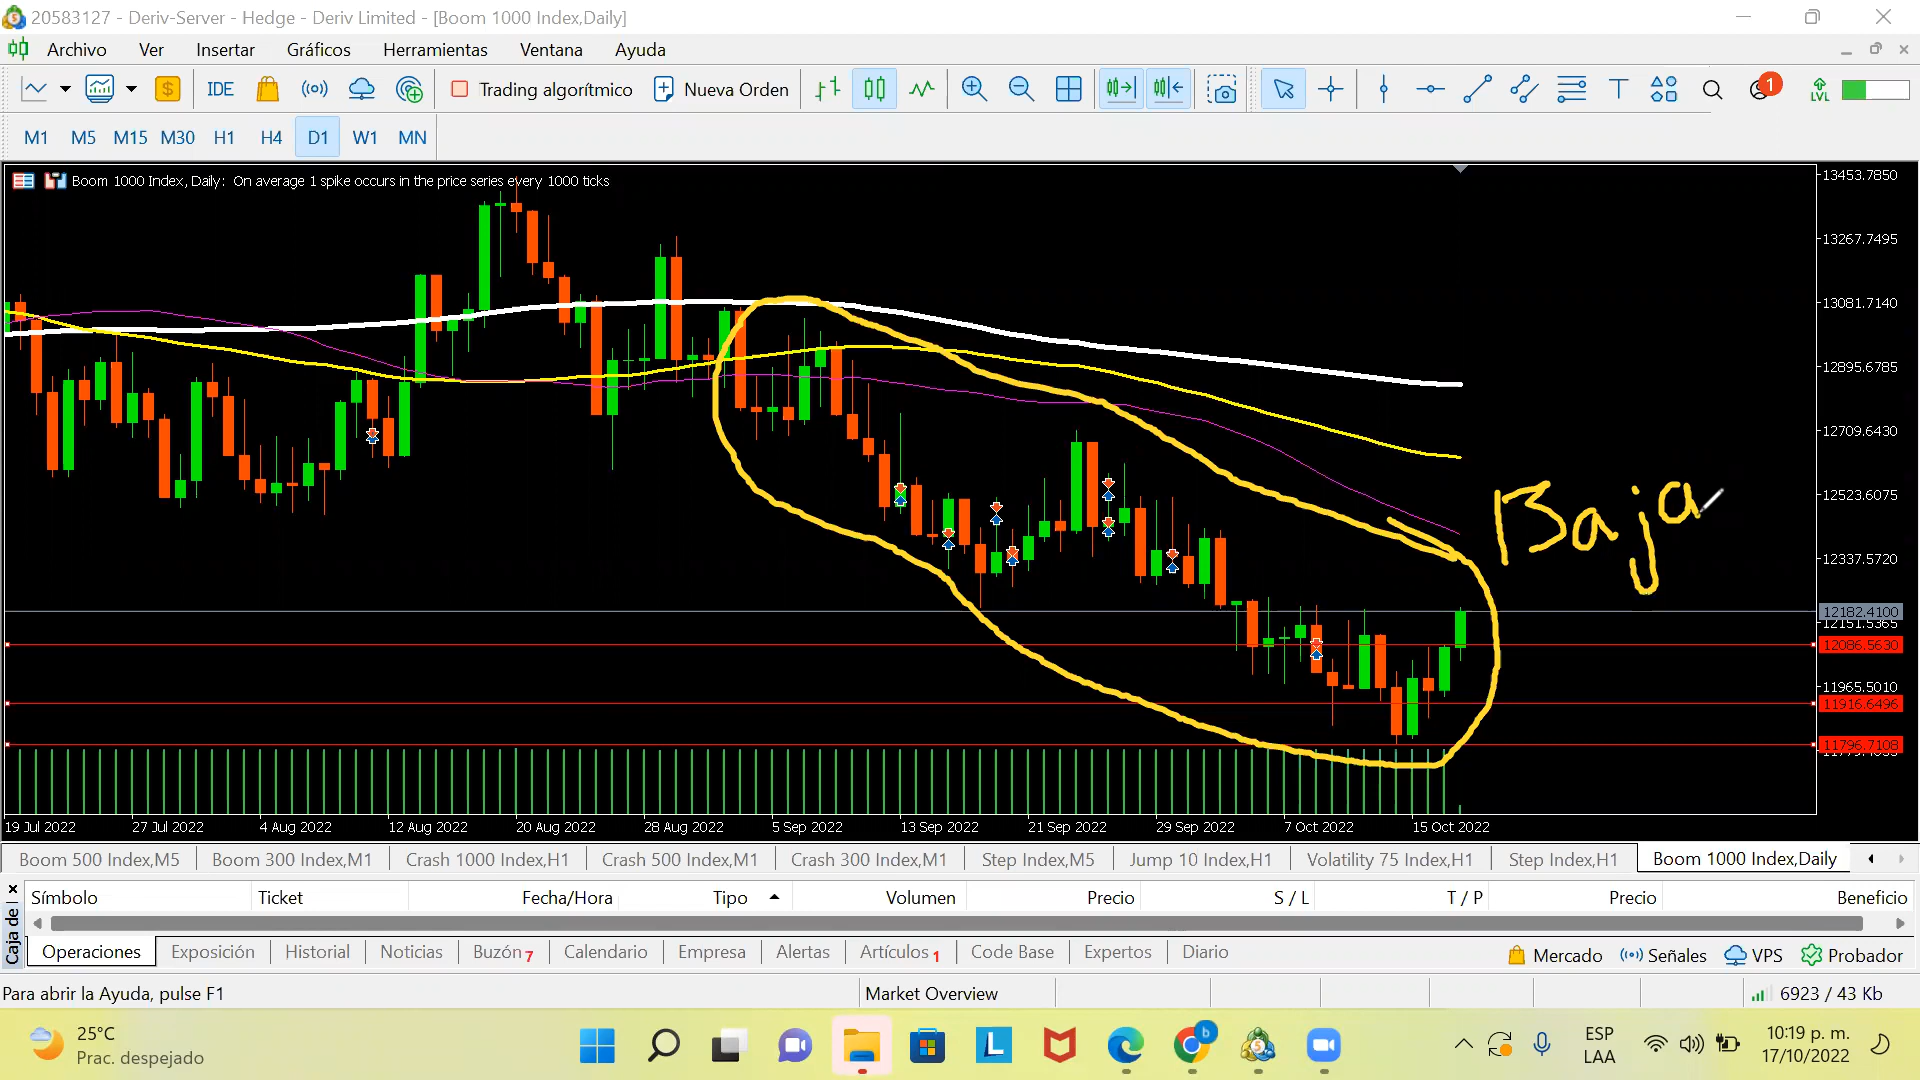 20583127 - Deriv-Server - Hedge - Deriv Limited - [Boom 1000 Index,Daily]
Archivo Ver Insertar Gráficos Herramientas Ventana Ayuda
IDE Trading algorítmico Nueva Orden T 1 LVL
M1 M5 M15 M30 H1 H4 D1 W1 MN
Boom 1000 Index, Daily: On average 1 spike occurs in the price series every 1000 ticks
13453.7850
13267.7495
13081.7140
12895.6785
12709.6430
12523.6075
Baja
12337.5720
12182.4100
12151.5365
12086.5630
11965.5010
11916.6496
11796.7108
19 Jul 2022 27 Jul 2022 4 Aug 2022 12 Aug 2022 20 Aug 2022 28 Aug 2022 5 Sep 2022 13 Sep 2022 21 Sep 2022 29 Sep 2022 7 Oct 2022 15 Oct 2022
Boom 500 Index,M5 Boom 300 Index,M1 Crash 1000 Index,H1 Crash 500 Index,M1 Crash 300 Index,M1 Step Index,M5 Jump 10 Index,H1 Volatility 75 Index,H1 Step Index,H1 Boom 1000 Index,Daily
Símbolo Ticket Fecha/Hora Tipo Volumen Precio S / L T / P Precio Beneficio
Caja de
Operaciones Exposición Historial Noticias Buzón 7 Calendario Empresa Alertas Artículos 1 Code Base Expertos Diario Mercado Señales VPS Probador
Para abrir la Ayuda, pulse F1 Market Overview 6923 / 43 Kb
25°C
Prac. despejado
ESP
LAA
10:19 p. m.
17/10/2022